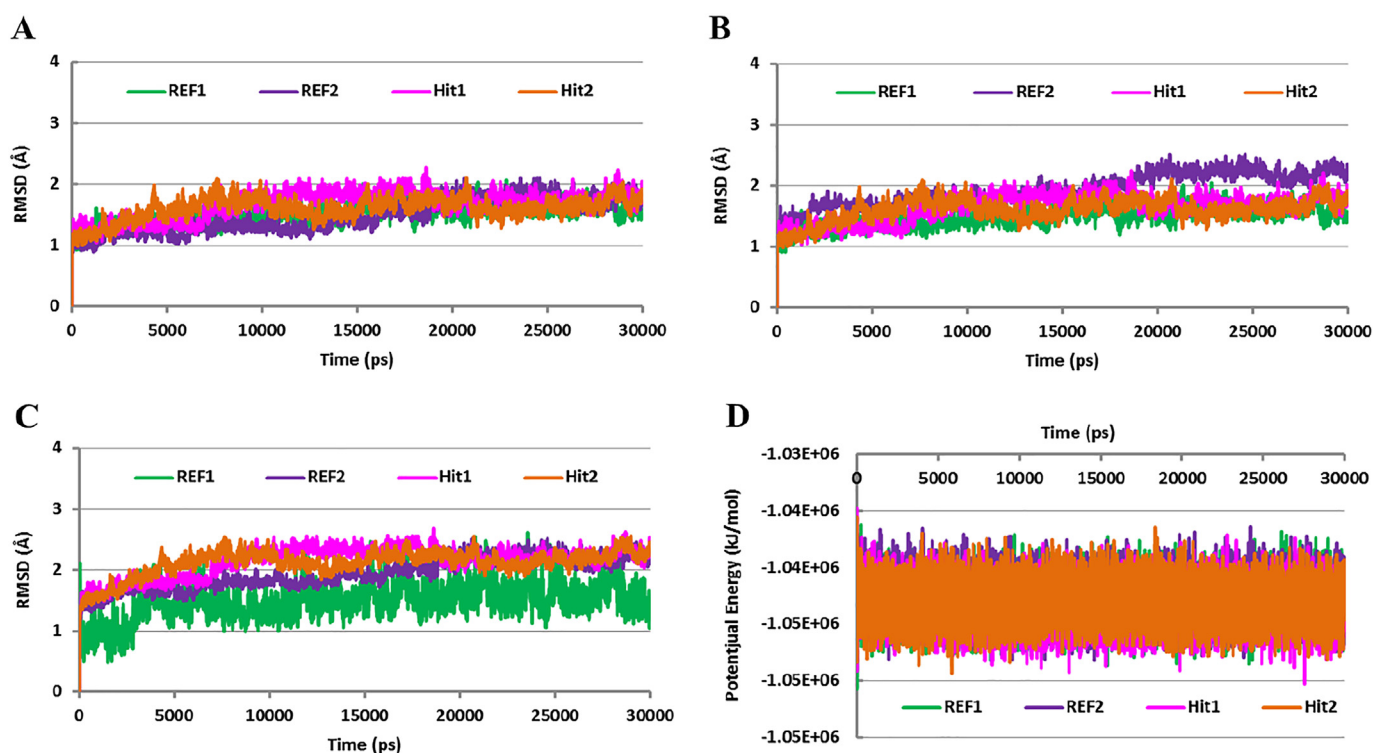 A
4
REF1 REF2 Hit1 Hit2
3
RMSD (Å)
2
1
0
0 5000 10000 15000 20000 25000 30000
Time (ps)
B
4
REF1 REF2 Hit1 Hit2
3
RMSD (Å)
2
1
0
0 5000 10000 15000 20000 25000 30000
Time (ps)
C
4
REF1 REF2 Hit1 Hit2
3
RMSD (Å)
2
1
0
0 5000 10000 15000 20000 25000 30000
Time (ps)
D
Time (ps)
-1.03E+06
0 5000 10000 15000 20000 25000 30000
-1.04E+06
Potentjual Energy (kJ/mol)
-1.04E+06
-1.05E+06
-1.05E+06
REF1 REF2 Hit1 Hit2
-1.05E+06